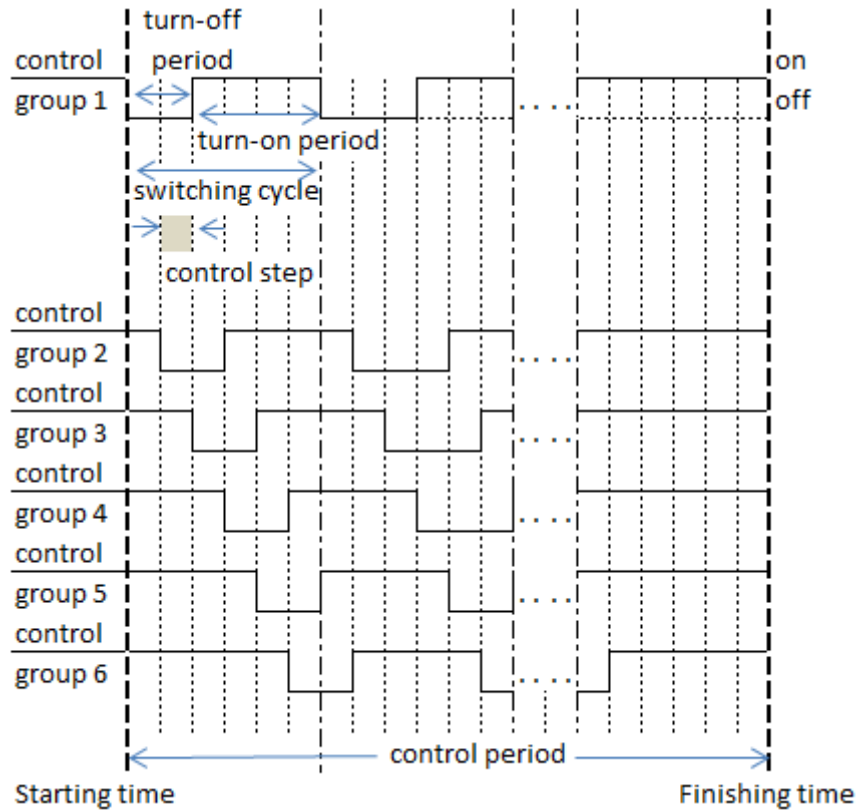 turn-off
control period on
group 1 off
turn-on period
switching cycle
control step
control
group 2
control
group 3
control
group 4
control
group 5
control
group 6
control period
Starting time Finishing time